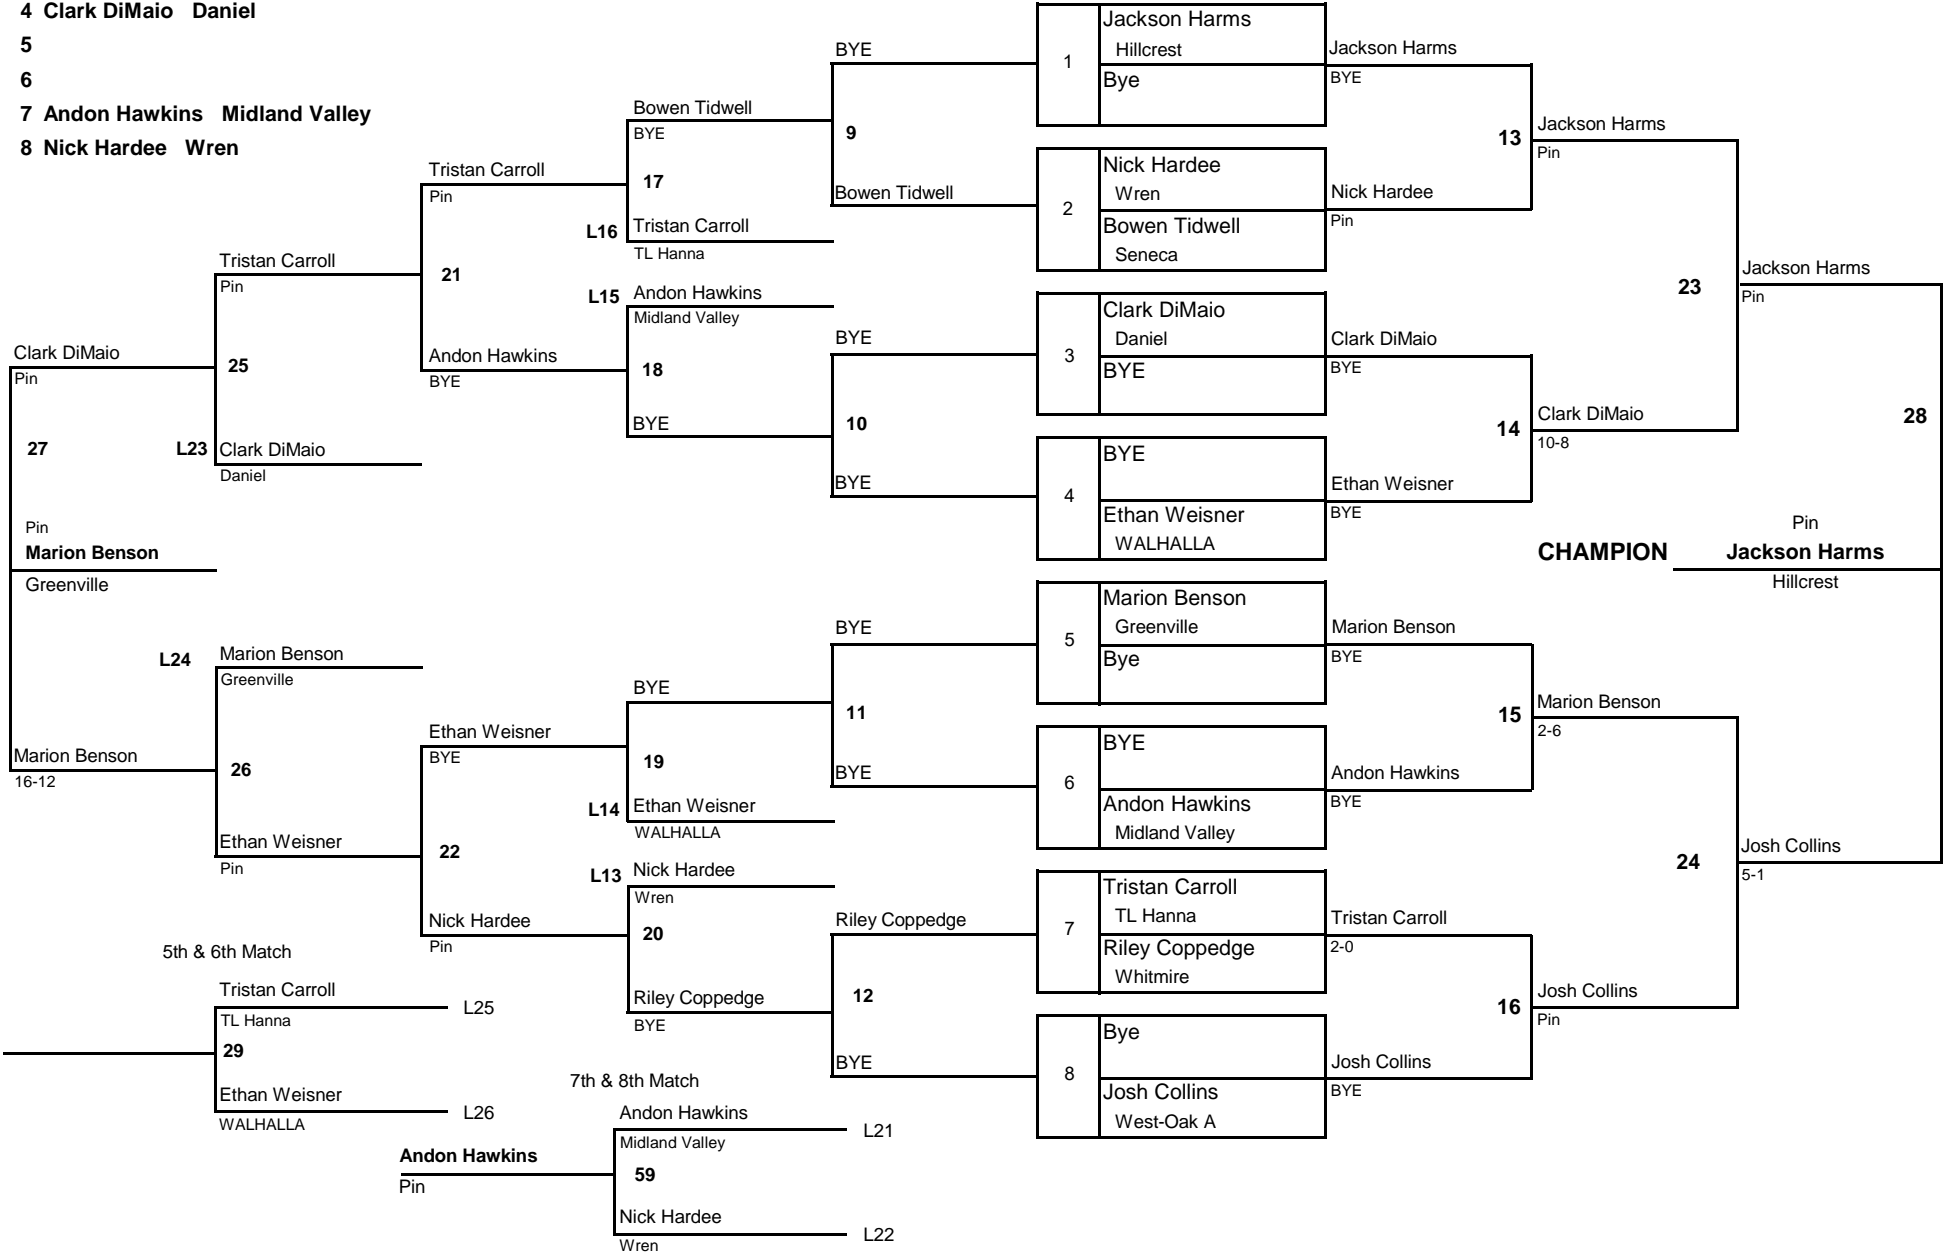 4 Clark DiMaio Daniel
5
6
7 Andon Hawkins Midland Valley
8 Nick Hardee Wren
Clark DiMaio
Pin
27
Pin
Marion Benson
Greenville
Marion Benson
16-12
Tristan Carroll
Pin
25
L23 Clark DiMaio
Daniel
L24 Marion Benson
Greenville
26
Ethan Weisner
Pin
5th & 6th Match
Tristan Carroll
L25
TL Hanna
29
Ethan Weisner
L26
WALHALLA
Tristan Carroll
Pin
21
Andon Hawkins
BYE
Ethan Weisner
BYE
22
Nick Hardee
Pin
7th & 8th Match
Andon Hawkins
L21
Midland Valley
Andon Hawkins
59
Pin
Nick Hardee
L22
Wren
Bowen Tidwell
BYE
17
L16 Tristan Carroll
TL Hanna
L15 Andon Hawkins
Midland Valley
18
BYE
BYE
19
L14 Ethan Weisner
WALHALLA
L13 Nick Hardee
Wren
20
Riley Coppedge
BYE
BYE
9
Bowen Tidwell
BYE
10
BYE
BYE
11
BYE
Riley Coppedge
12
BYE
Jackson Harms
1 Hillcrest
Bye
Nick Hardee
2 Wren
Bowen Tidwell
Seneca
Clark DiMaio
3 Daniel
BYE
BYE
4
Ethan Weisner
WALHALLA
Marion Benson
5 Greenville
Bye
BYE
6
Andon Hawkins
Midland Valley
Tristan Carroll
7 TL Hanna
Riley Coppedge
Whitmire
Bye
8
Josh Collins
West-Oak A
Jackson Harms
BYE
13
Nick Hardee
Pin
Clark DiMaio
BYE
14
Ethan Weisner
BYE
Marion Benson
BYE
15
Andon Hawkins
BYE
Tristan Carroll
2-0
16
Josh Collins
BYE
Jackson Harms
Pin
23
Clark DiMaio
10-8
Marion Benson
2-6
24
Josh Collins
Pin
Jackson Harms
Pin
28
Pin
CHAMPION Jackson Harms
Hillcrest
Josh Collins
5-1